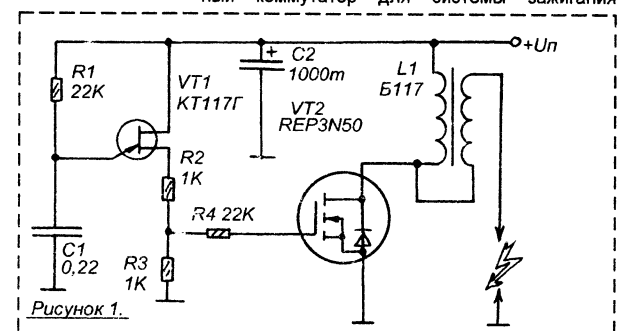 ный коммутатор для системы зажигания
+Uп
R1
22K
VT1
КТ117Г
C2
1000m
L1
Б117
VT2
REP3N50
R2
1K
R4 22K
C1
0,22
R3
1K
Рисунок 1.